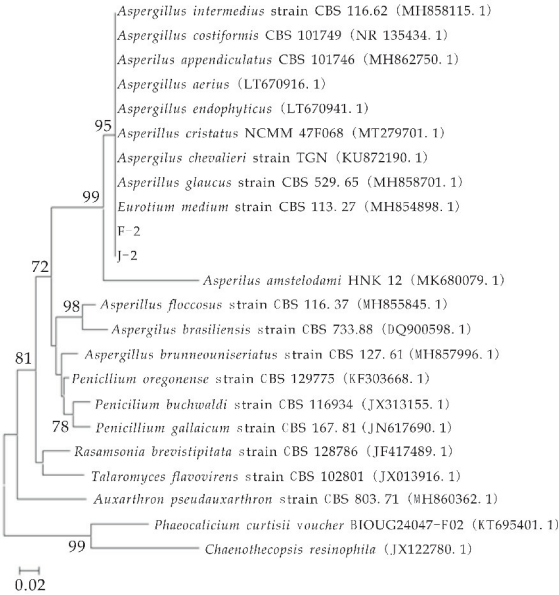 Aspergillus intermedius strain CBS 116.62 (MH858115.1)
Aspergillus costiformis CBS 101749 (NR 135434.1)
Asperilus appendiculatus CBS 101746 (MH862750.1)
Aspergillus aerius (LT670916.1)
Aspergillus endophyticus (LT670941.1)
95
Asperillus cristatus NCMM 47F068 (MT279701.1)
Aspergilus chevalieri strain TGN (KU872190.1)
Asperillus glaucus strain CBS 529.65 (MH858701.1)
99
Eurotium medium strain CBS 113.27 (MH854898.1)
F-2
J-2
72
Asperilus amstelodami HNK 12 (MK680079.1)
98
Asperillus floccosus strain CBS 116.37 (MH855845.1)
Aspergilus brasiliensis strain CBS 733.88 (DQ900598.1)
81
Aspergillus brunneouniseriatus strain CBS 127.61 (MH857996.1)
Penicllium oregonense strain CBS 129775 (KF303668.1)
Penicilium buchwaldi strain CBS 116934 (JX313155.1)
78
Penicillium gallaicum strain CBS 167.81 (JN617690.1)
Rasamsonia brevistipitata strain CBS 128786 (JF417489.1)
Talaromyces flavovirens strain CBS 102801 (JX013916.1)
Auxarthron pseudauxarthron strain CBS 803.71 (MH860362.1)
Phaeocalicium curtisii voucher BIOUG24047-F02 (KT695401.1)
99
Chaenothecopsis resinophila (JX122780.1)
0.02